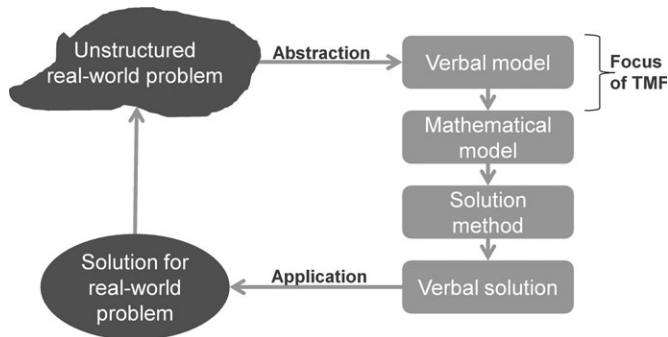 Unstructured
real-world problem
Abstraction
Verbal model
Focus
of TMF
Mathematical
model
Solution
method
Verbal solution
Application
Solution for
real-world
problem